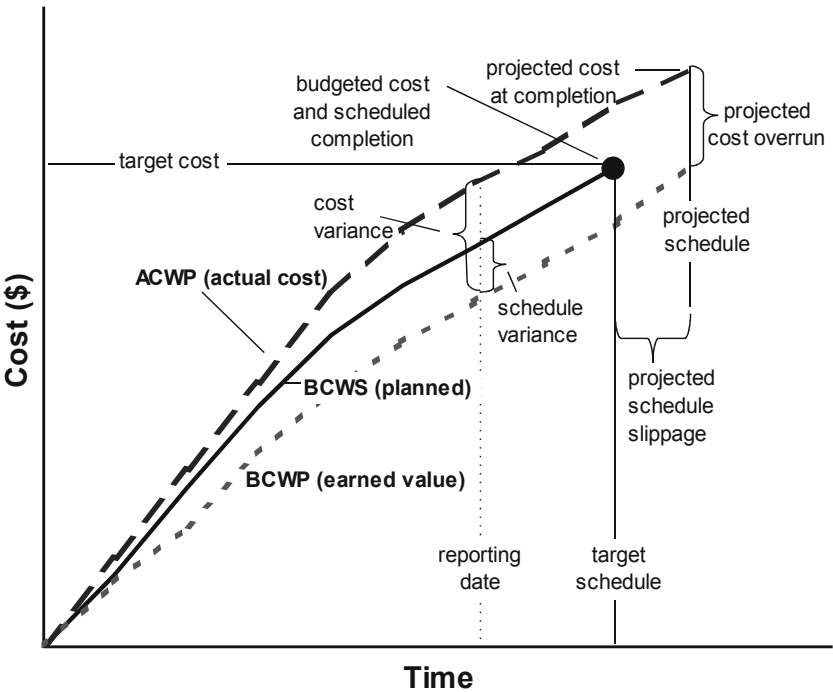 projected cost
at completion
budgeted cost
and scheduled
completion
projected
cost overrun
target cost
cost
variance
projected
schedule
ACWP (actual cost)
schedule
variance
Cost ($)
BCWS (planned)
projected
schedule
slippage
BCWP (earned value)
reporting
date
target
schedule
Time